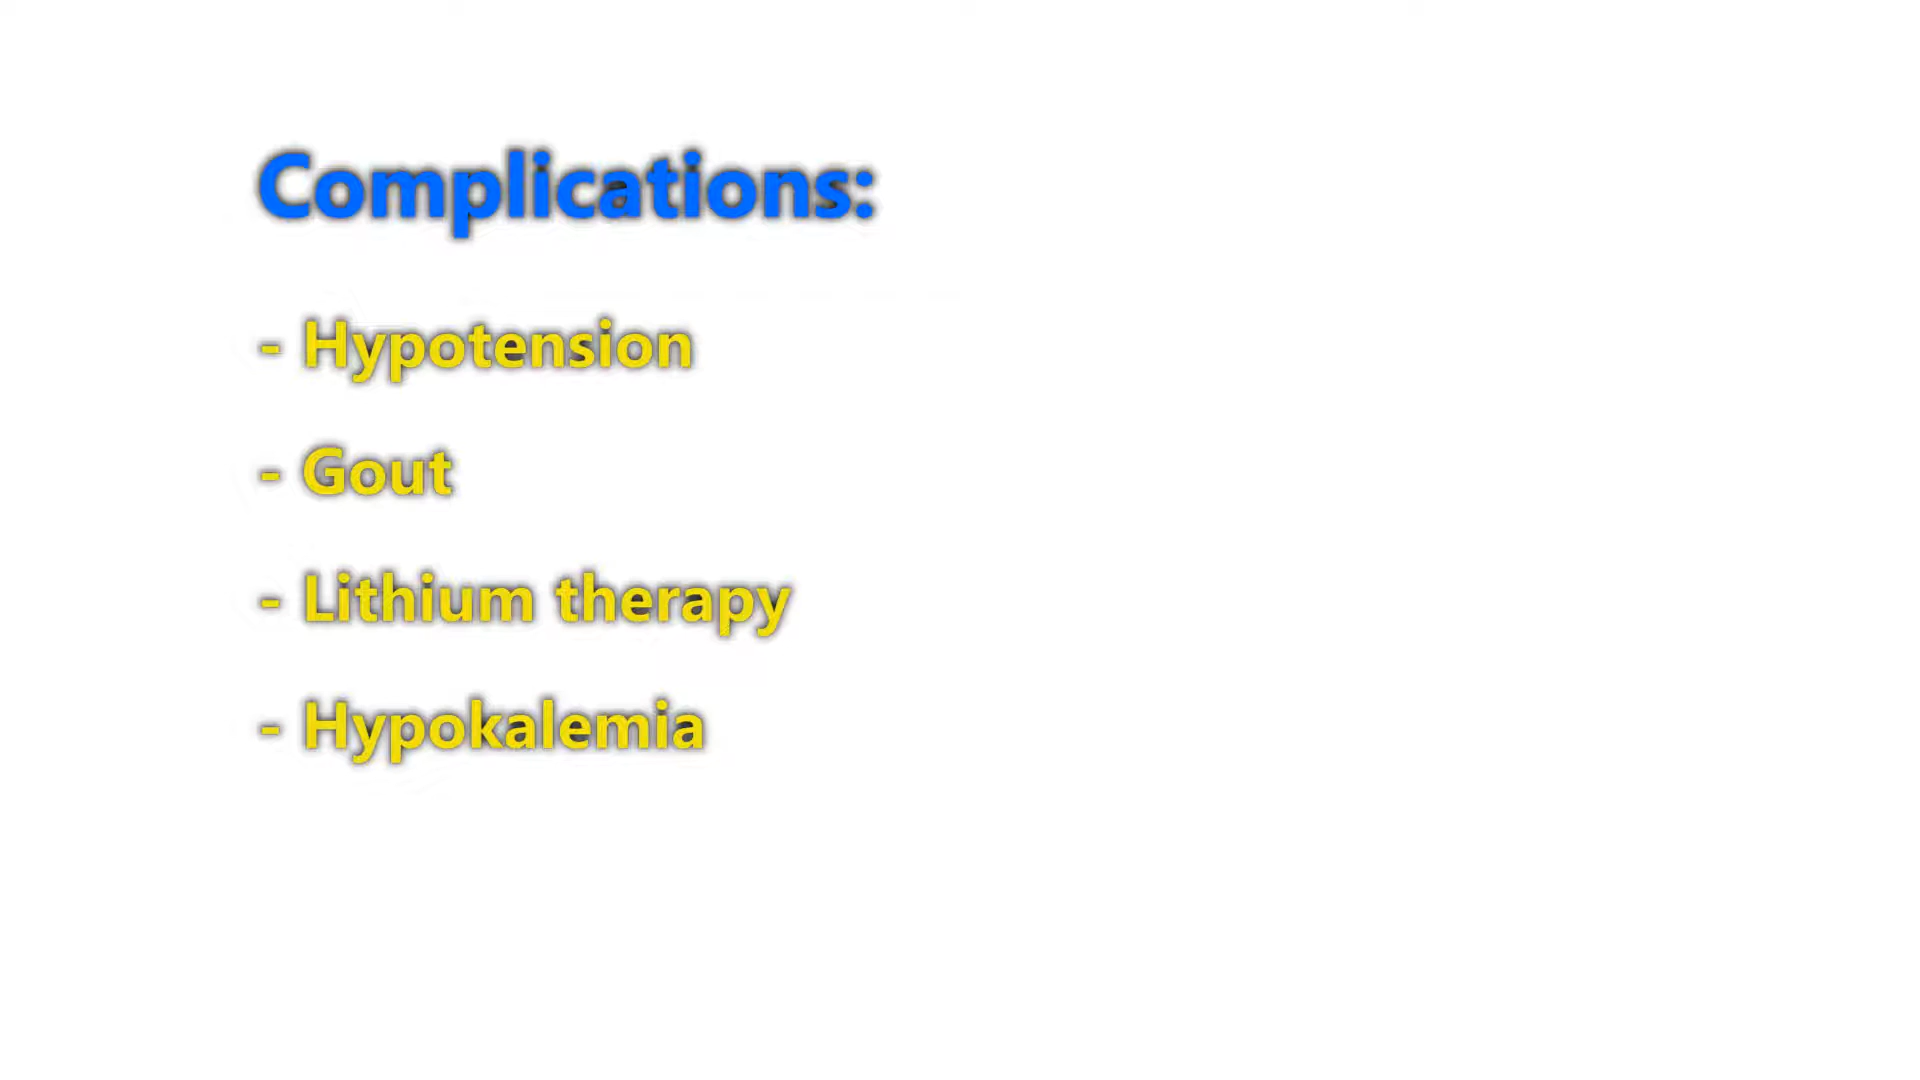 Complications:
- Hypotension
- Gout
- Lithium therapy
- Hypokalemia